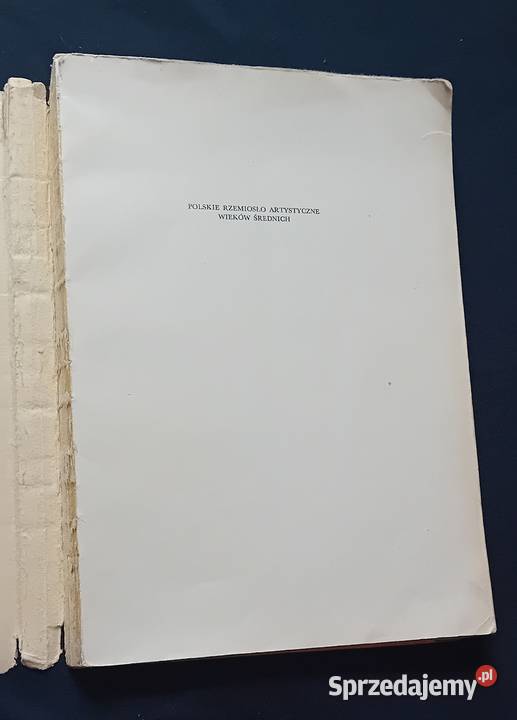 POLSKIE RZEMIOSŁO ARTYSTYCZNE
WIEKÓW ŚREDNICH
Sprzedajemy.pl